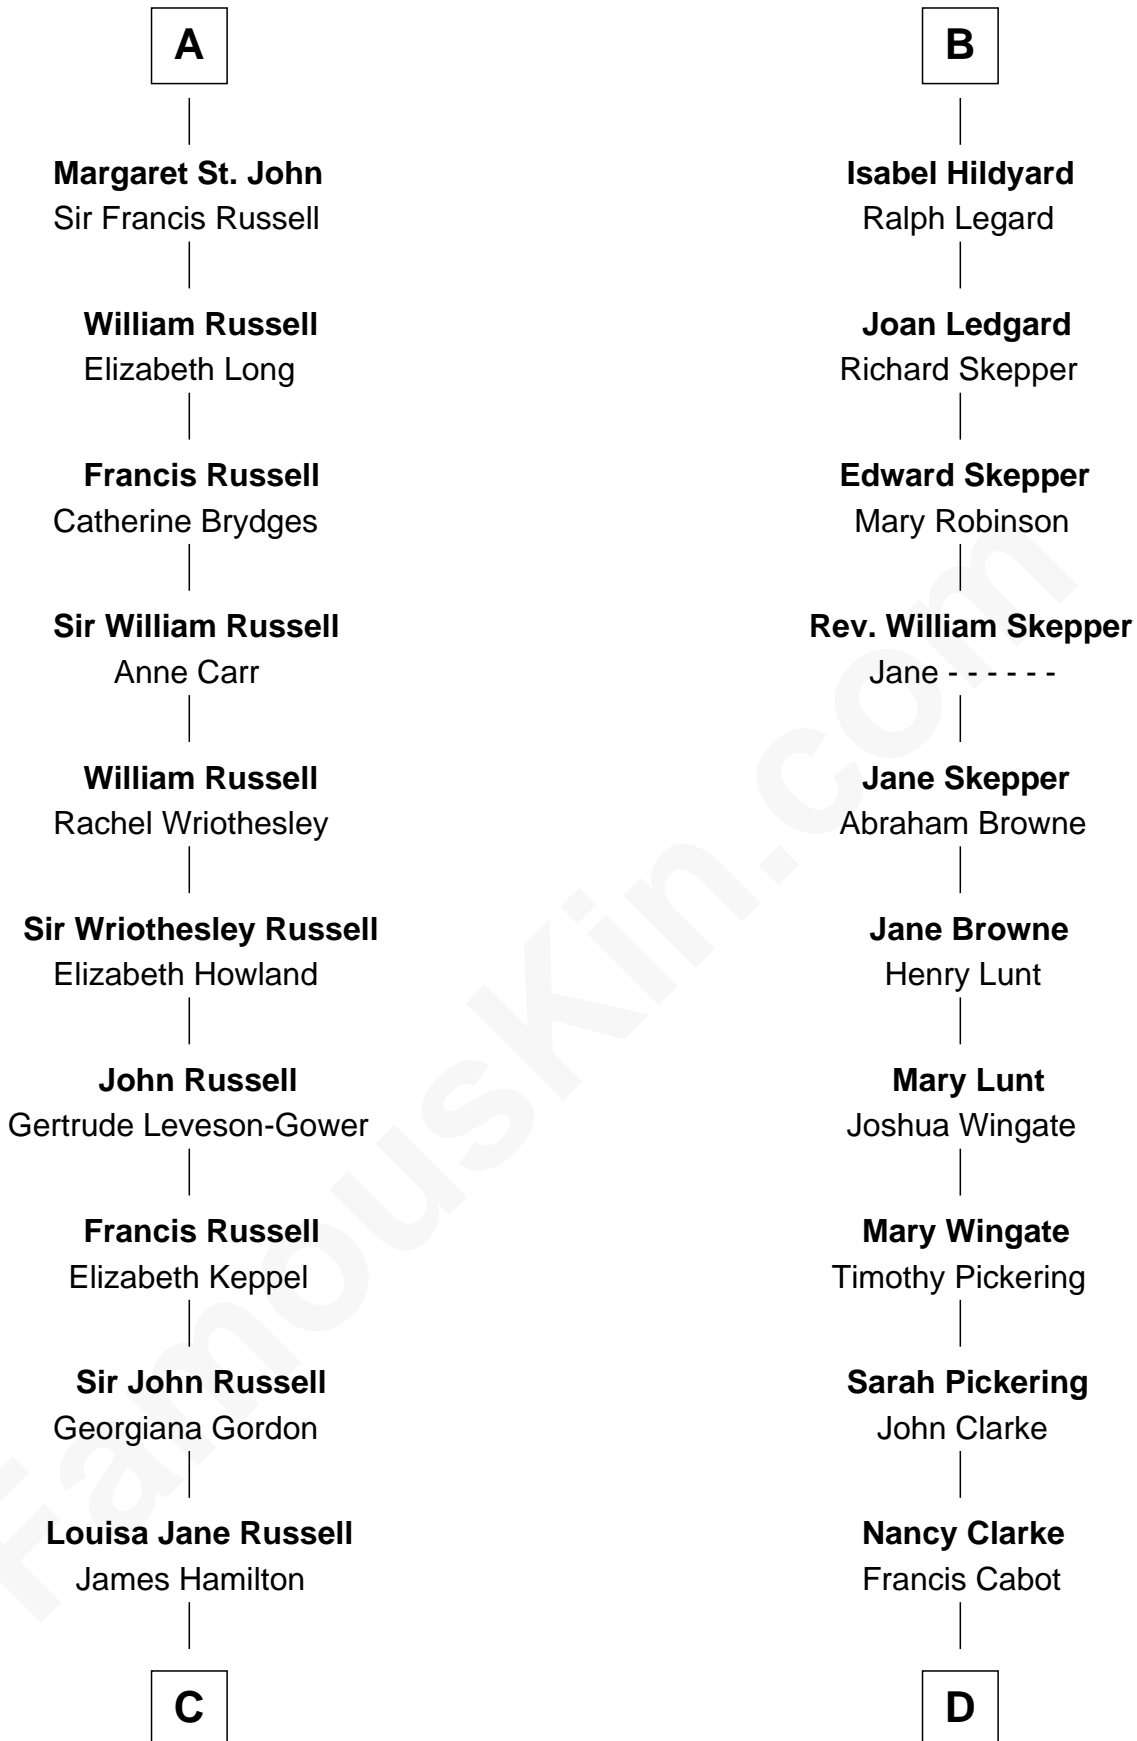 A
Margaret St. John
Sir Francis Russell
William Russell
Elizabeth Long
Francis Russell
Catherine Brydges
Sir William Russell
Anne Carr
William Russell
Rachel Wriothesley
Sir Wriothesley Russell
Elizabeth Howland
John Russell
Gertrude Leveson-Gower
Francis Russell
Elizabeth Keppel
Sir John Russell
Georgiana Gordon
Louisa Jane Russell
James Hamilton
C
B
Isabel Hildyard
Ralph Legard
Joan Ledgard
Richard Skepper
Edward Skepper
Mary Robinson
Rev. William Skepper
Jane - - - - - -
Jane Skepper
Abraham Browne
Jane Browne
Henry Lunt
Mary Lunt
Joshua Wingate
Mary Wingate
Timothy Pickering
Sarah Pickering
John Clarke
Nancy Clarke
Francis Cabot
D
FamousKin.com